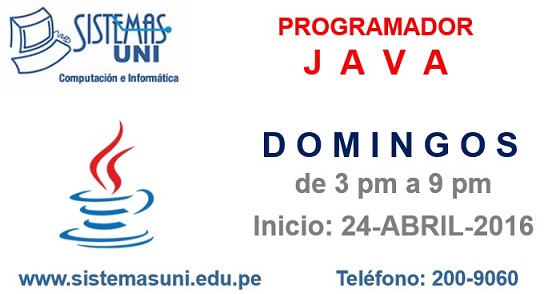 SISTEMAS
UNI
Computación e Informática
PROGRAMADOR
J A V A
D O M I N G O S
de 3 pm a 9 pm
Inicio: 24-ABRIL-2016
www.sistemasuni.edu.pe
Teléfono: 200-9060